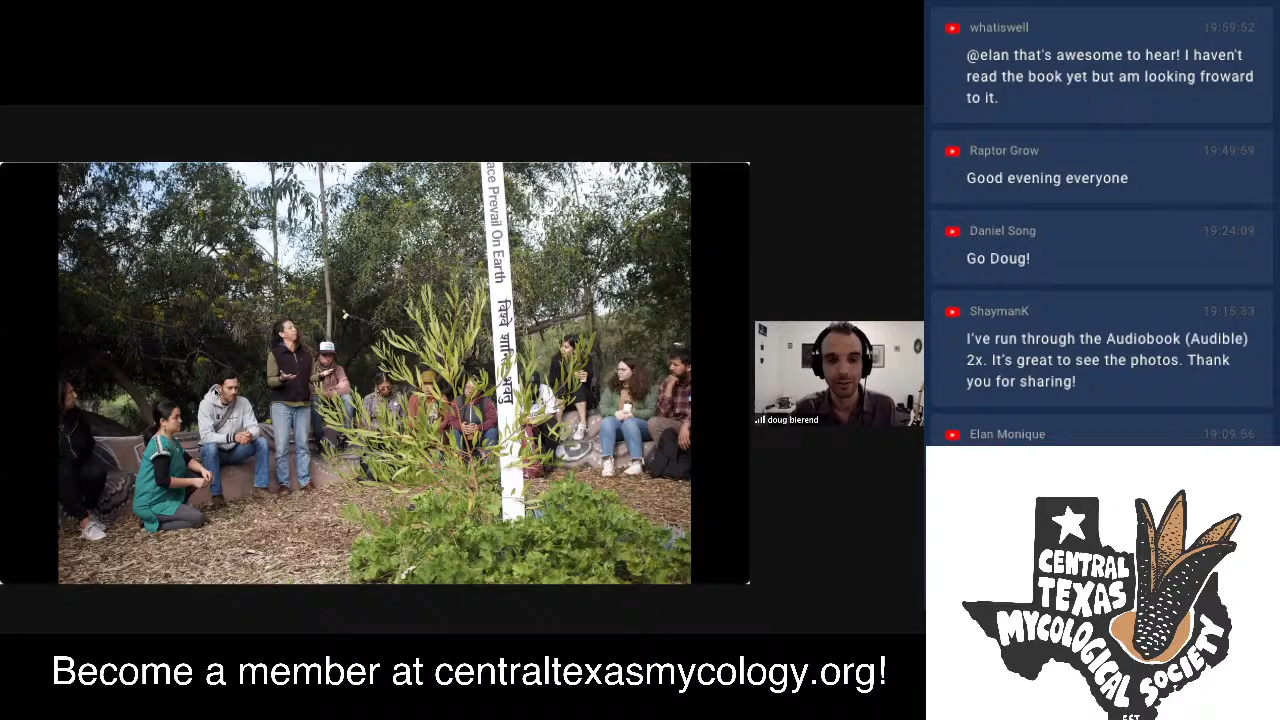 whatiswell 19:59:52
@elan that's awesome to hear! I haven't
read the book yet but am looking froward
to it.
Raptor Grow 19:49:59
Good evening everyone
Daniel Song 19:24:09
Go Doug!
ShaymanK 19:15:33
I've run through the Audiobook (Audible)
2x. It's great to see the photos. Thank
you for sharing!
Elan Monique 19:09:56
ace Prevail On Earth
विश्वे शान्ति भवतु
doug bierend
CENTRAL
TEXAS
MYCOLOGICAL
SOCIETY
EST
Become a member at centraltexasmycology.org!